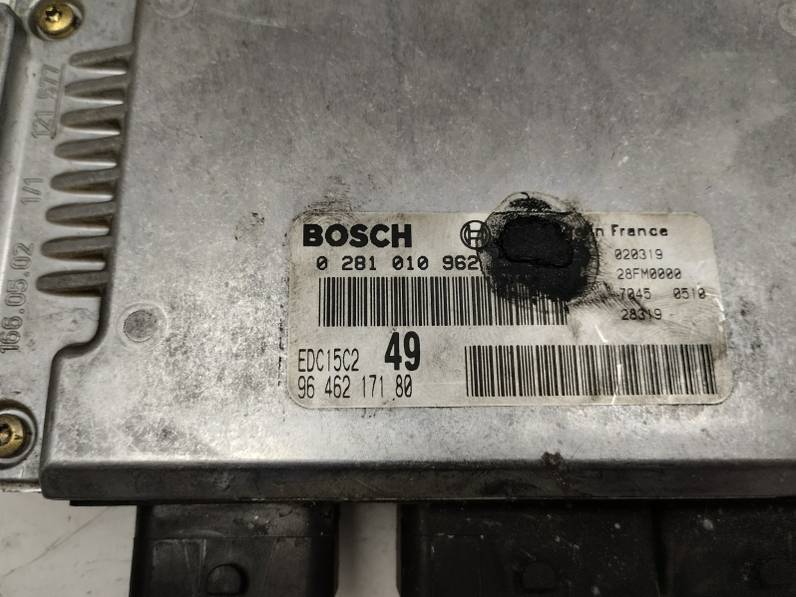 BOSCH in France
0 281 010 962 020319
28FM0000
7045 0510
28319
EDC15C2 49
96 462 171 80
166.05.02 1/1 121 577